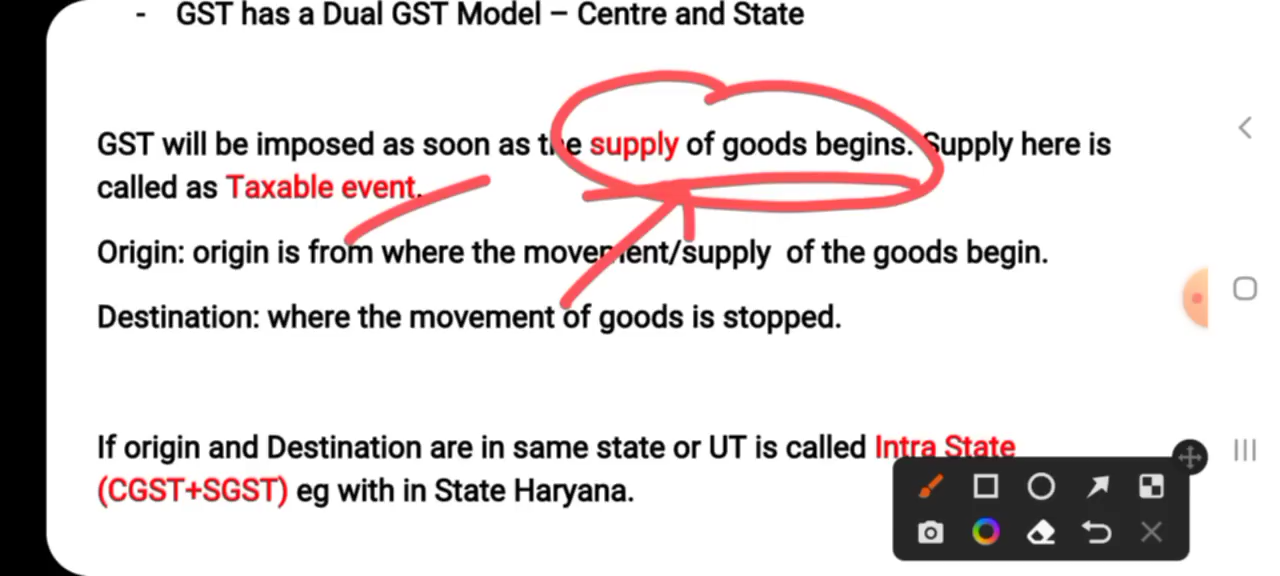 - GST has a Dual GST Model – Centre and State
GST will be imposed as soon as the supply of goods begins. Supply here is
called as Taxable event.
Origin: origin is from where the movement/supply of the goods begin.
Destination: where the movement of goods is stopped.
If origin and Destination are in same state or UT is called Intra State
(CGST+SGST) eg with in State Haryana.